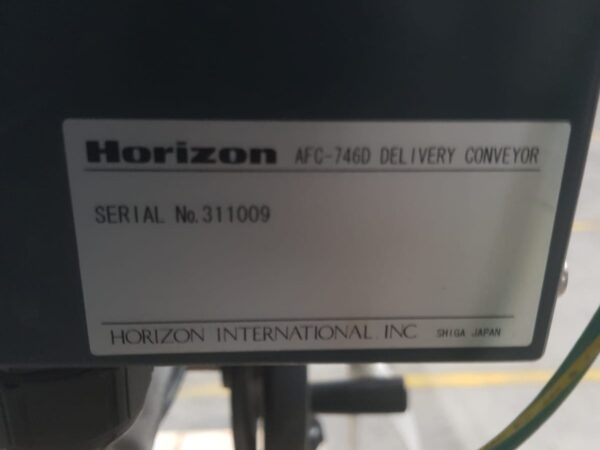 Horizon AFC-746D DELIVERY CONVEYOR
SERIAL No.311009
HORIZON INTERNATIONAL INC SHIGA JAPAN